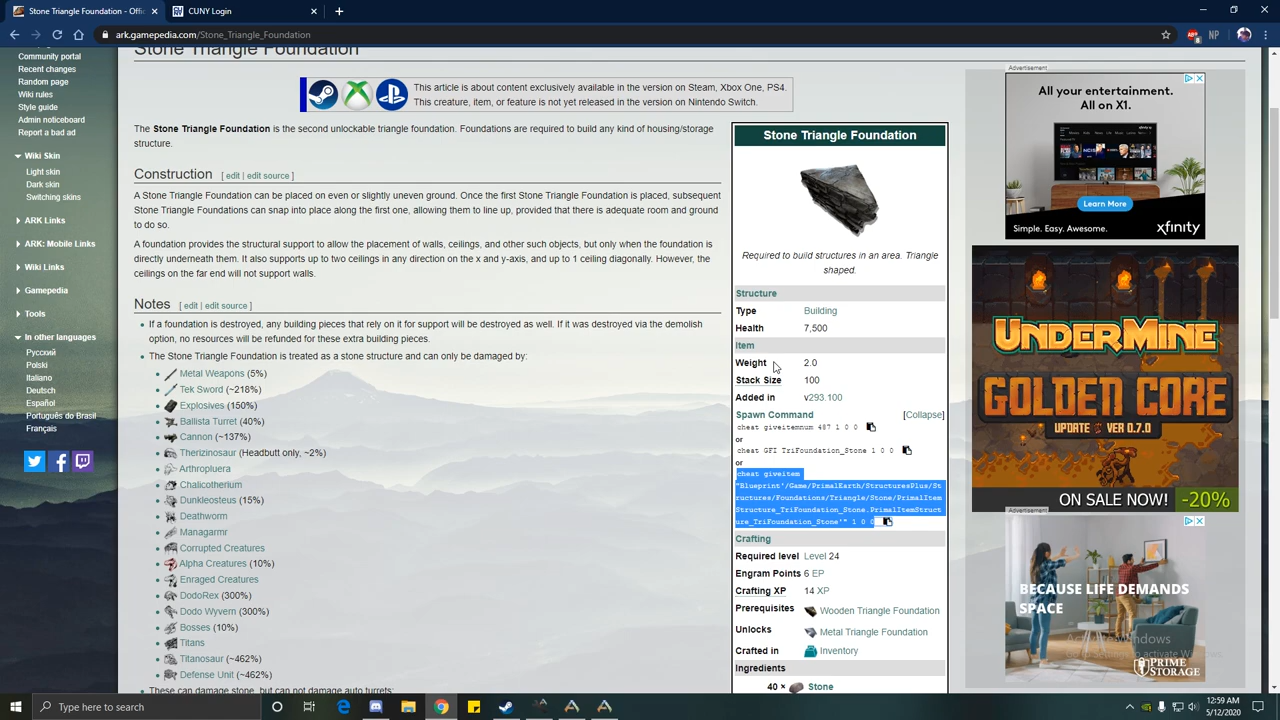 Stone Triangle Foundation - Offi
CURVY | ARK
ark.gamepedia.com/Stone_Triangle_Foundation
NP
Community portal
Recent changes
Random page
Wiki rules
Style guide
Admin noticeboard
Report a bad ad
Wiki Skin
Light skin
Dark skin
Switching skins
ARK Links
ARK: Mobile Links
Wiki Links
Gamepedia
Tools
In other languages
Русский
Polski
Italiano
Deutsch
Español
Português do Brasil
Français
Stone Triangle Foundation
This article is about content exclusively available in the version on Steam, Xbox One, PS4.
This creature, item, or feature is not yet released in the version on Nintendo Switch.
The Stone Triangle Foundation is the second unlockable triangle foundation. Foundations are required to build any kind of housing/storage
structure.
Construction [ edit | edit source ]
A Stone Triangle Foundation can be placed on even or slightly uneven ground. Once the first Stone Triangle Foundation is placed, subsequent
Stone Triangle Foundations can snap into place along the first one, allowing them to line up, provided that there is adequate room and ground
to do so.
A foundation provides the structural support to allow the placement of walls, ceilings, and other such objects, but only when the foundation is
directly underneath them. It also supports up to two ceilings in any direction on the x and y-axis, and up to 1 ceiling diagonally. However, the
ceilings on the far end will not support walls.
Notes [ edit | edit source ]
If a foundation is destroyed, any building pieces that rely on it for support will be destroyed as well. If it was destroyed via the demolish
option, no resources will be refunded for these extra building pieces.
The Stone Triangle Foundation is treated as a stone structure and can only be damaged by:
Metal Weapons (5%)
Tek Sword (~218%)
Explosives (150%)
Ballista Turret (40%)
Cannon (~137%)
Therizinosaur (Headbutt only, ~2%)
Arthropluera
Chalicotherium
Dunkleosteus (15%)
Deathworm
Managarmr
Corrupted Creatures
Alpha Creatures (10%)
Enraged Creatures
DodoRex (300%)
Dodo Wyvern (300%)
Bosses (10%)
Titans
Titanosaur (~462%)
Defense Unit (~462%)
These can damage stone, but can not damage auto turrets:
Stone Triangle Foundation
Required to build structures in an area. Triangle
shaped.
Structure
Type Building
Health 7,500
Item
Weight 2.0
Stack Size 100
Added in v293.100
Spawn Command [Collapse]
cheat giveitemnum 487 1 0 0
or
cheat GFI TriFoundation_Stone 1 0 0
or
cheat giveitem
"Blueprint'/Game/PrimalEarth/StructuresPlus/St
ructures/Foundations/Triangle/Stone/PrimalItem
Structure_TriFoundation_Stone.PrimalItemStruct
ure_TriFoundation_Stone'" 1 0 0
Crafting
Required level Level 24
Engram Points 6 EP
Crafting XP 14 XP
Prerequisites Wooden Triangle Foundation
Unlocks Metal Triangle Foundation
Crafted in Inventory
Ingredients
40 × Stone
Advertisement
All your entertainment.
All on X1.
Learn More
Simple. Easy. Awesome. xfinity
UNDERMINE
GOLDEN CORE
UPDATE VER 0.7.0
ON SALE NOW! -20%
Advertisement
BECAUSE LIFE DEMANDS
SPACE
Activate Windows
PRIME
STORAGE
Type here to search
12:59 AM
5/12/2020